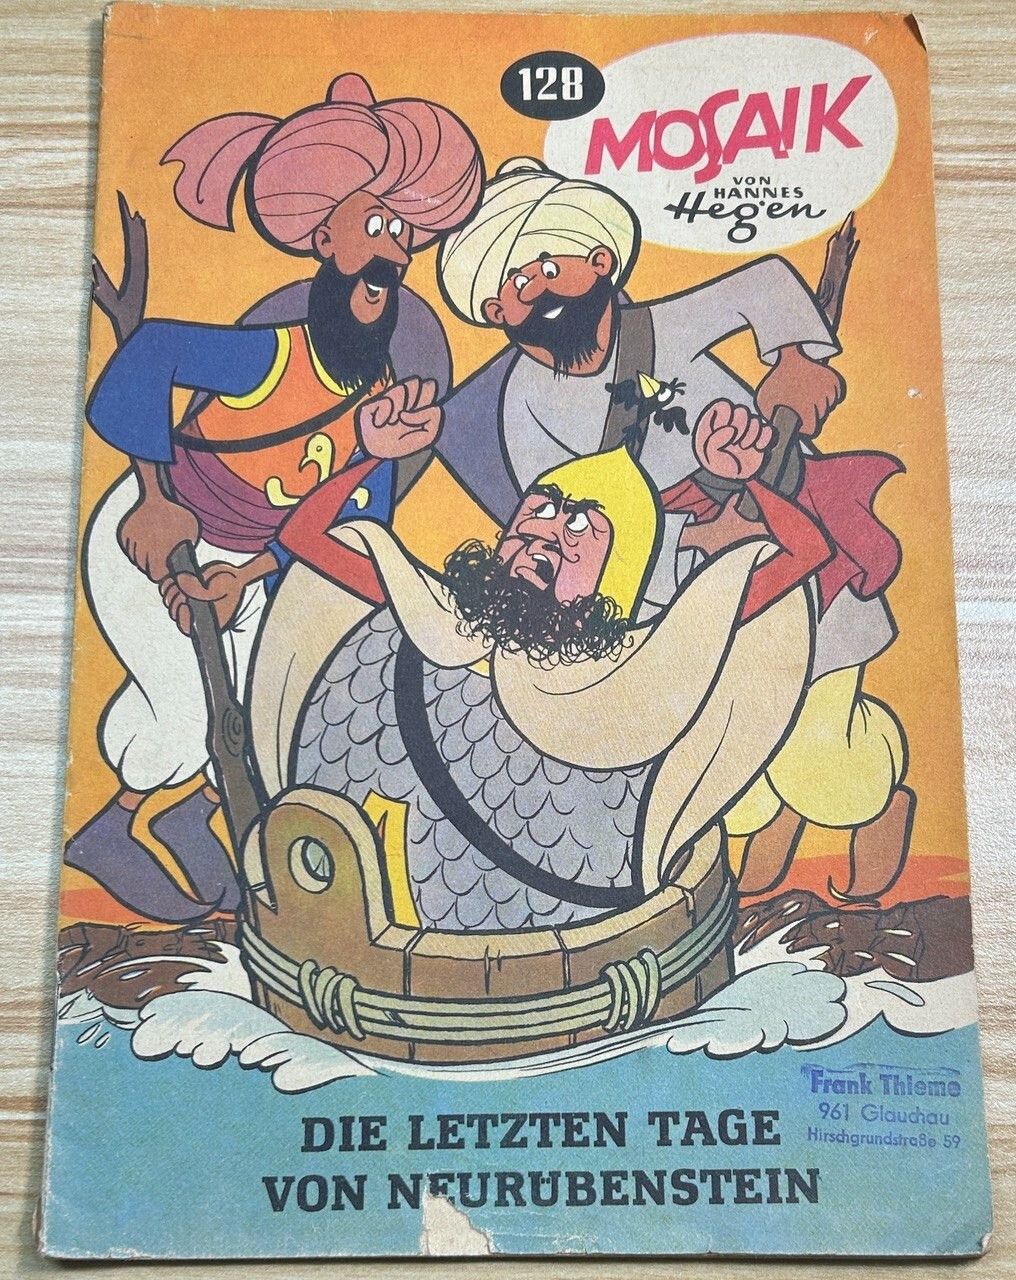 128
MOSAIK
VON
HANNES
Hegen
Frank Thieme
961 Glauchau
Hirschgrundstraße 59
DIE LETZTEN TAGE
VON NEURÜBENSTEIN